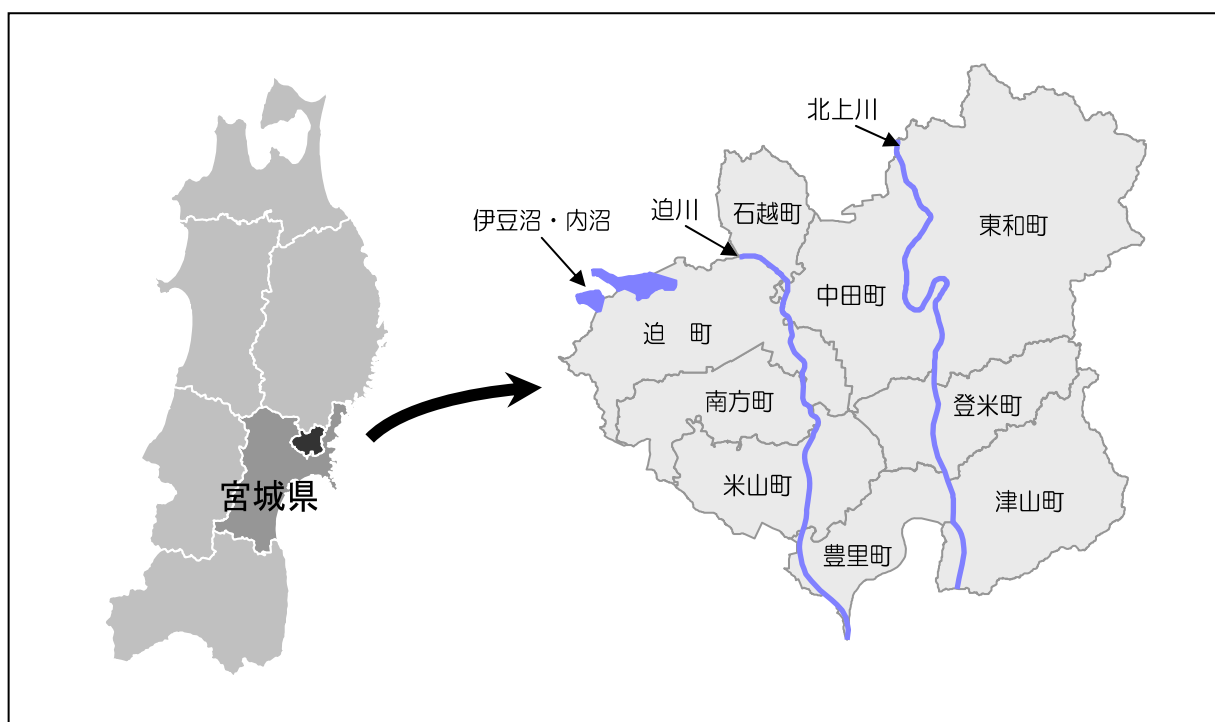 宮城県
北上川
迫川
伊豆沼・内沼
石越町
東和町
中田町
迫　町
南方町
登米町
米山町
津山町
豊里町